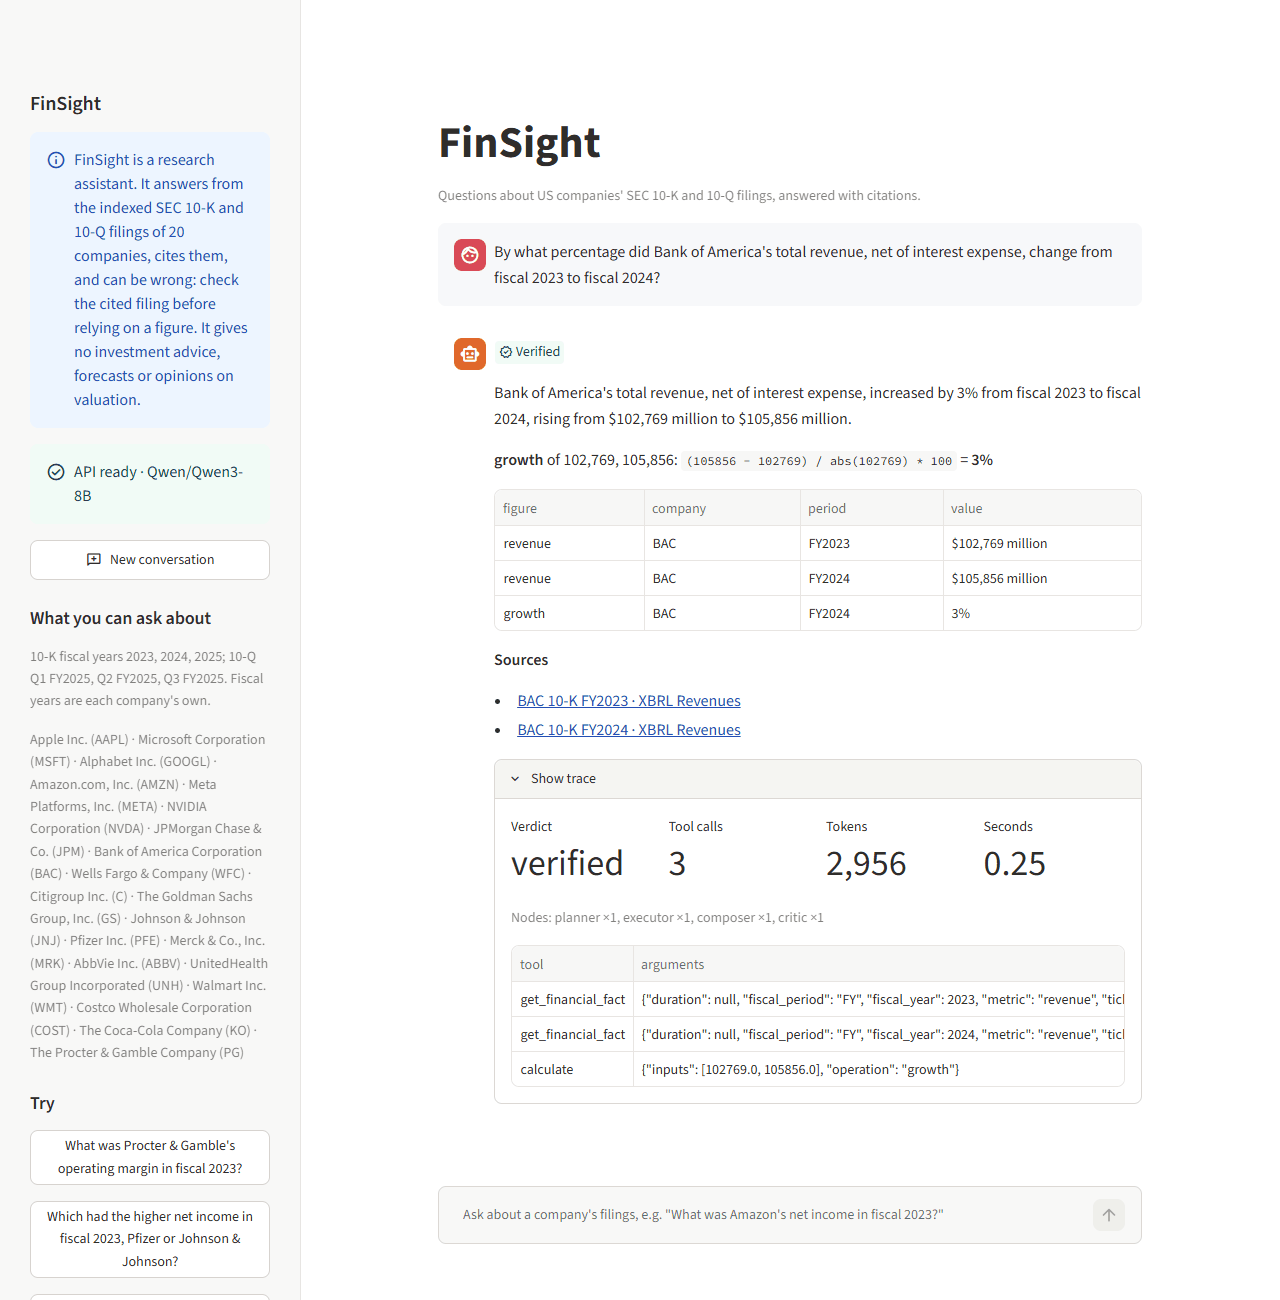 FinSight
FinSight is a research
assistant. It answers from
the indexed SEC 10-K and
10-Q filings of 20
companies, cites them,
and can be wrong: check
the cited filing before
relying on a figure. It gives
no investment advice,
forecasts or opinions on
valuation.
API ready · Qwen/Qwen3-
8B
New conversation
What you can ask about
10-K fiscal years 2023, 2024, 2025; 10-Q
Q1 FY2025, Q2 FY2025, Q3 FY2025. Fiscal
years are each company's own.
Apple Inc. (AAPL) · Microsoft Corporation
(MSFT) · Alphabet Inc. (GOOGL) ·
Amazon.com, Inc. (AMZN) · Meta
Platforms, Inc. (META) · NVIDIA
Corporation (NVDA) · JPMorgan Chase &
Co. (JPM) · Bank of America Corporation
(BAC) · Wells Fargo & Company (WFC) ·
Citigroup Inc. (C) · The Goldman Sachs
Group, Inc. (GS) · Johnson & Johnson
(JNJ) · Pfizer Inc. (PFE) · Merck & Co., Inc.
(MRK) · AbbVie Inc. (ABBV) · UnitedHealth
Group Incorporated (UNH) · Walmart Inc.
(WMT) · Costco Wholesale Corporation
(COST) · The Coca-Cola Company (KO) ·
The Procter & Gamble Company (PG)
Try
What was Procter & Gamble's
operating margin in fiscal 2023?
Which had the higher net income in
fiscal 2023, Pfizer or Johnson &
Johnson?
FinSight
Questions about US companies' SEC 10-K and 10-Q filings, answered with citations.
By what percentage did Bank of America's total revenue, net of interest expense, change from
fiscal 2023 to fiscal 2024?
Verified
Bank of America's total revenue, net of interest expense, increased by 3% from fiscal 2023 to fiscal
2024, rising from $102,769 million to $105,856 million.
growth of 102,769, 105,856: (105856 - 102769) / abs(102769) * 100 = 3%
figure company period value
revenue BAC FY2023 $102,769 million
revenue BAC FY2024 $105,856 million
growth BAC FY2024 3%
Sources
• BAC 10-K FY2023 · XBRL Revenues
• BAC 10-K FY2024 · XBRL Revenues
Show trace
Verdict Tool calls Tokens Seconds
verified 3 2,956 0.25
Nodes: planner ×1, executor ×1, composer ×1, critic ×1
tool arguments
get_financial_fact {"duration": null, "fiscal_period": "FY", "fiscal_year": 2023, "metric": "revenue",
get_financial_fact {"duration": null, "fiscal_period": "FY", "fiscal_year": 2024, "metric": "revenue",
calculate {"inputs": [102769.0, 105856.0], "operation": "growth"}
Ask about a company's filings, e.g. "What was Amazon's net income in fiscal 2023?"